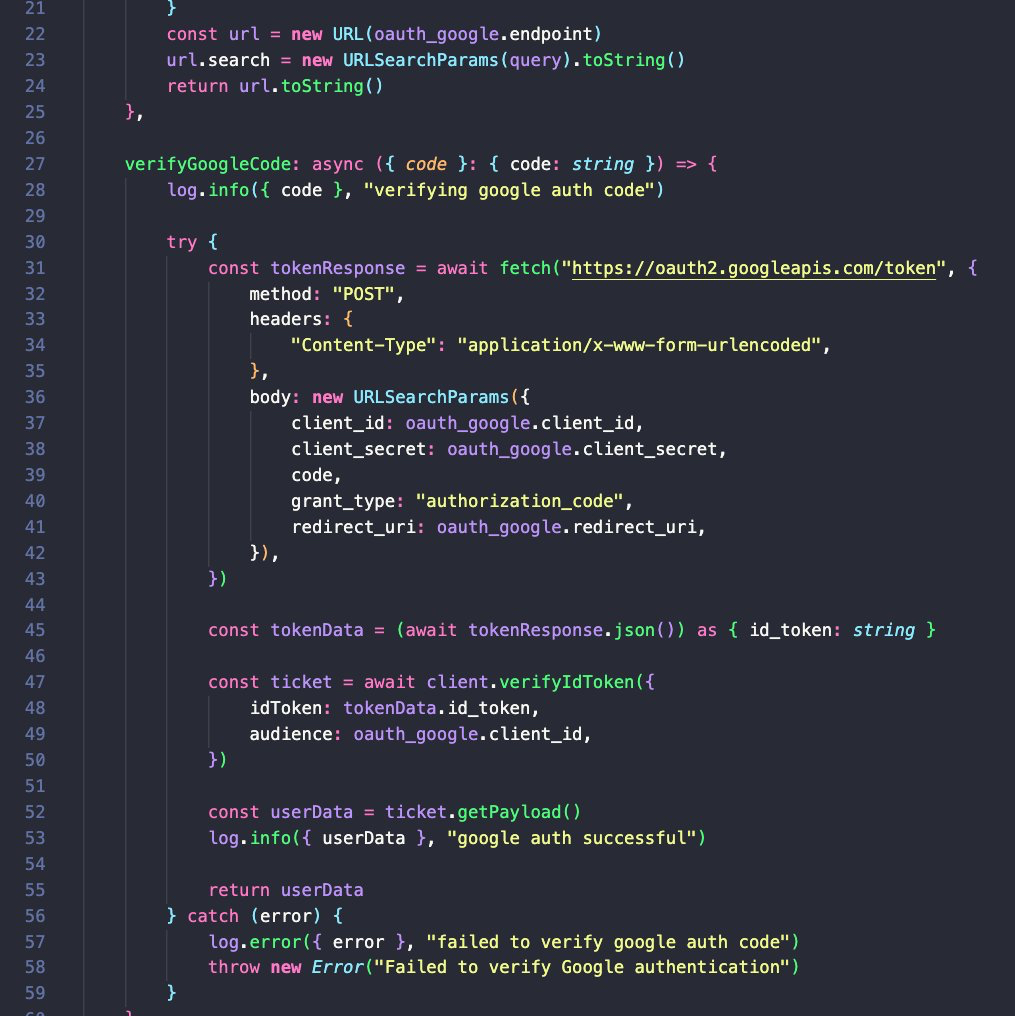 21 }
22 const url = new URL(oauth_google.endpoint)
23 url.search = new URLSearchParams(query).toString()
24 return url.toString()
25 },
26
27 verifyGoogleCode: async ({ code }: { code: string }) => {
28 log.info({ code }, "verifying google auth code")
29
30 try {
31 const tokenResponse = await fetch("https://oauth2.googleapis.com/token", {
32 method: "POST",
33 headers: {
34 "Content-Type": "application/x-www-form-urlencoded",
35 },
36 body: new URLSearchParams({
37 client_id: oauth_google.client_id,
38 client_secret: oauth_google.client_secret,
39 code,
40 grant_type: "authorization_code",
41 redirect_uri: oauth_google.redirect_uri,
42 }),
43 })
44
45 const tokenData = (await tokenResponse.json()) as { id_token: string }
46
47 const ticket = await client.verifyIdToken({
48 idToken: tokenData.id_token,
49 audience: oauth_google.client_id,
50 })
51
52 const userData = ticket.getPayload()
53 log.info({ userData }, "google auth successful")
54
55 return userData
56 } catch (error) {
57 log.error({ error }, "failed to verify google auth code")
58 throw new Error("Failed to verify Google authentication")
59 }